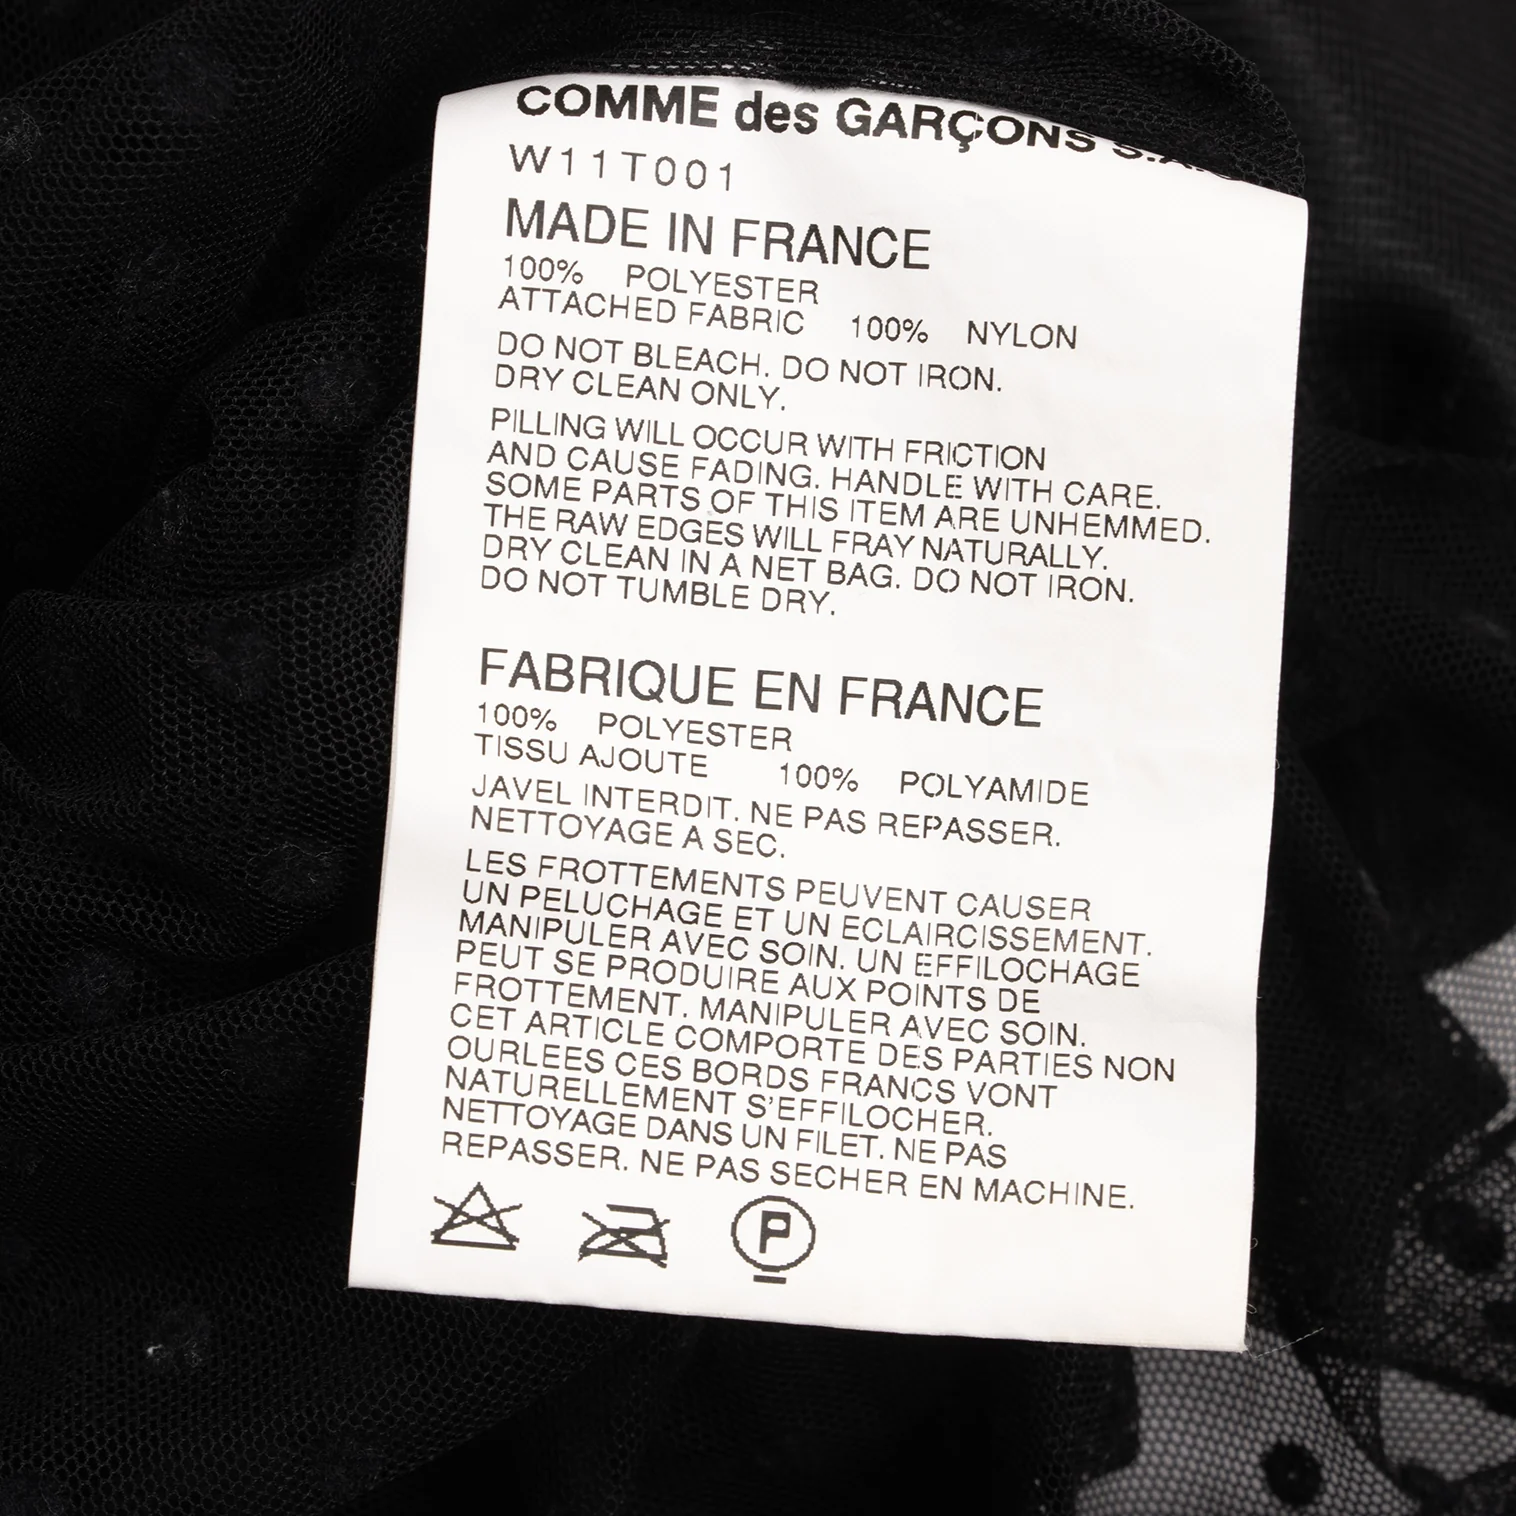 COMME des GARÇONS S.A.S
W11T001
MADE IN FRANCE
100% POLYESTER
ATTACHED FABRIC 100% NYLON
DO NOT BLEACH. DO NOT IRON.
DRY CLEAN ONLY.
PILLING WILL OCCUR WITH FRICTION
AND CAUSE FADING. HANDLE WITH CARE.
SOME PARTS OF THIS ITEM ARE UNHEMMED.
THE RAW EDGES WILL FRAY NATURALLY.
DRY CLEAN IN A NET BAG. DO NOT IRON.
DO NOT TUMBLE DRY.
FABRIQUE EN FRANCE
100% POLYESTER
TISSU AJOUTE 100% POLYAMIDE
JAVEL INTERDIT. NE PAS REPASSER.
NETTOYAGE A SEC.
LES FROTTEMENTS PEUVENT CAUSER
UN PELUCHAGE ET UN ECLAIRCISSEMENT.
MANIPULER AVEC SOIN. UN EFFILOCHAGE
PEUT SE PRODUIRE AUX POINTS DE
FROTTEMENT. MANIPULER AVEC SOIN.
CET ARTICLE COMPORTE DES PARTIES NON
OURLEES CES BORDS FRANCS VONT
NATURELLEMENT S'EFFILOCHER.
NETTOYAGE DANS UN FILET. NE PAS
REPASSER. NE PAS SECHER EN MACHINE.
P